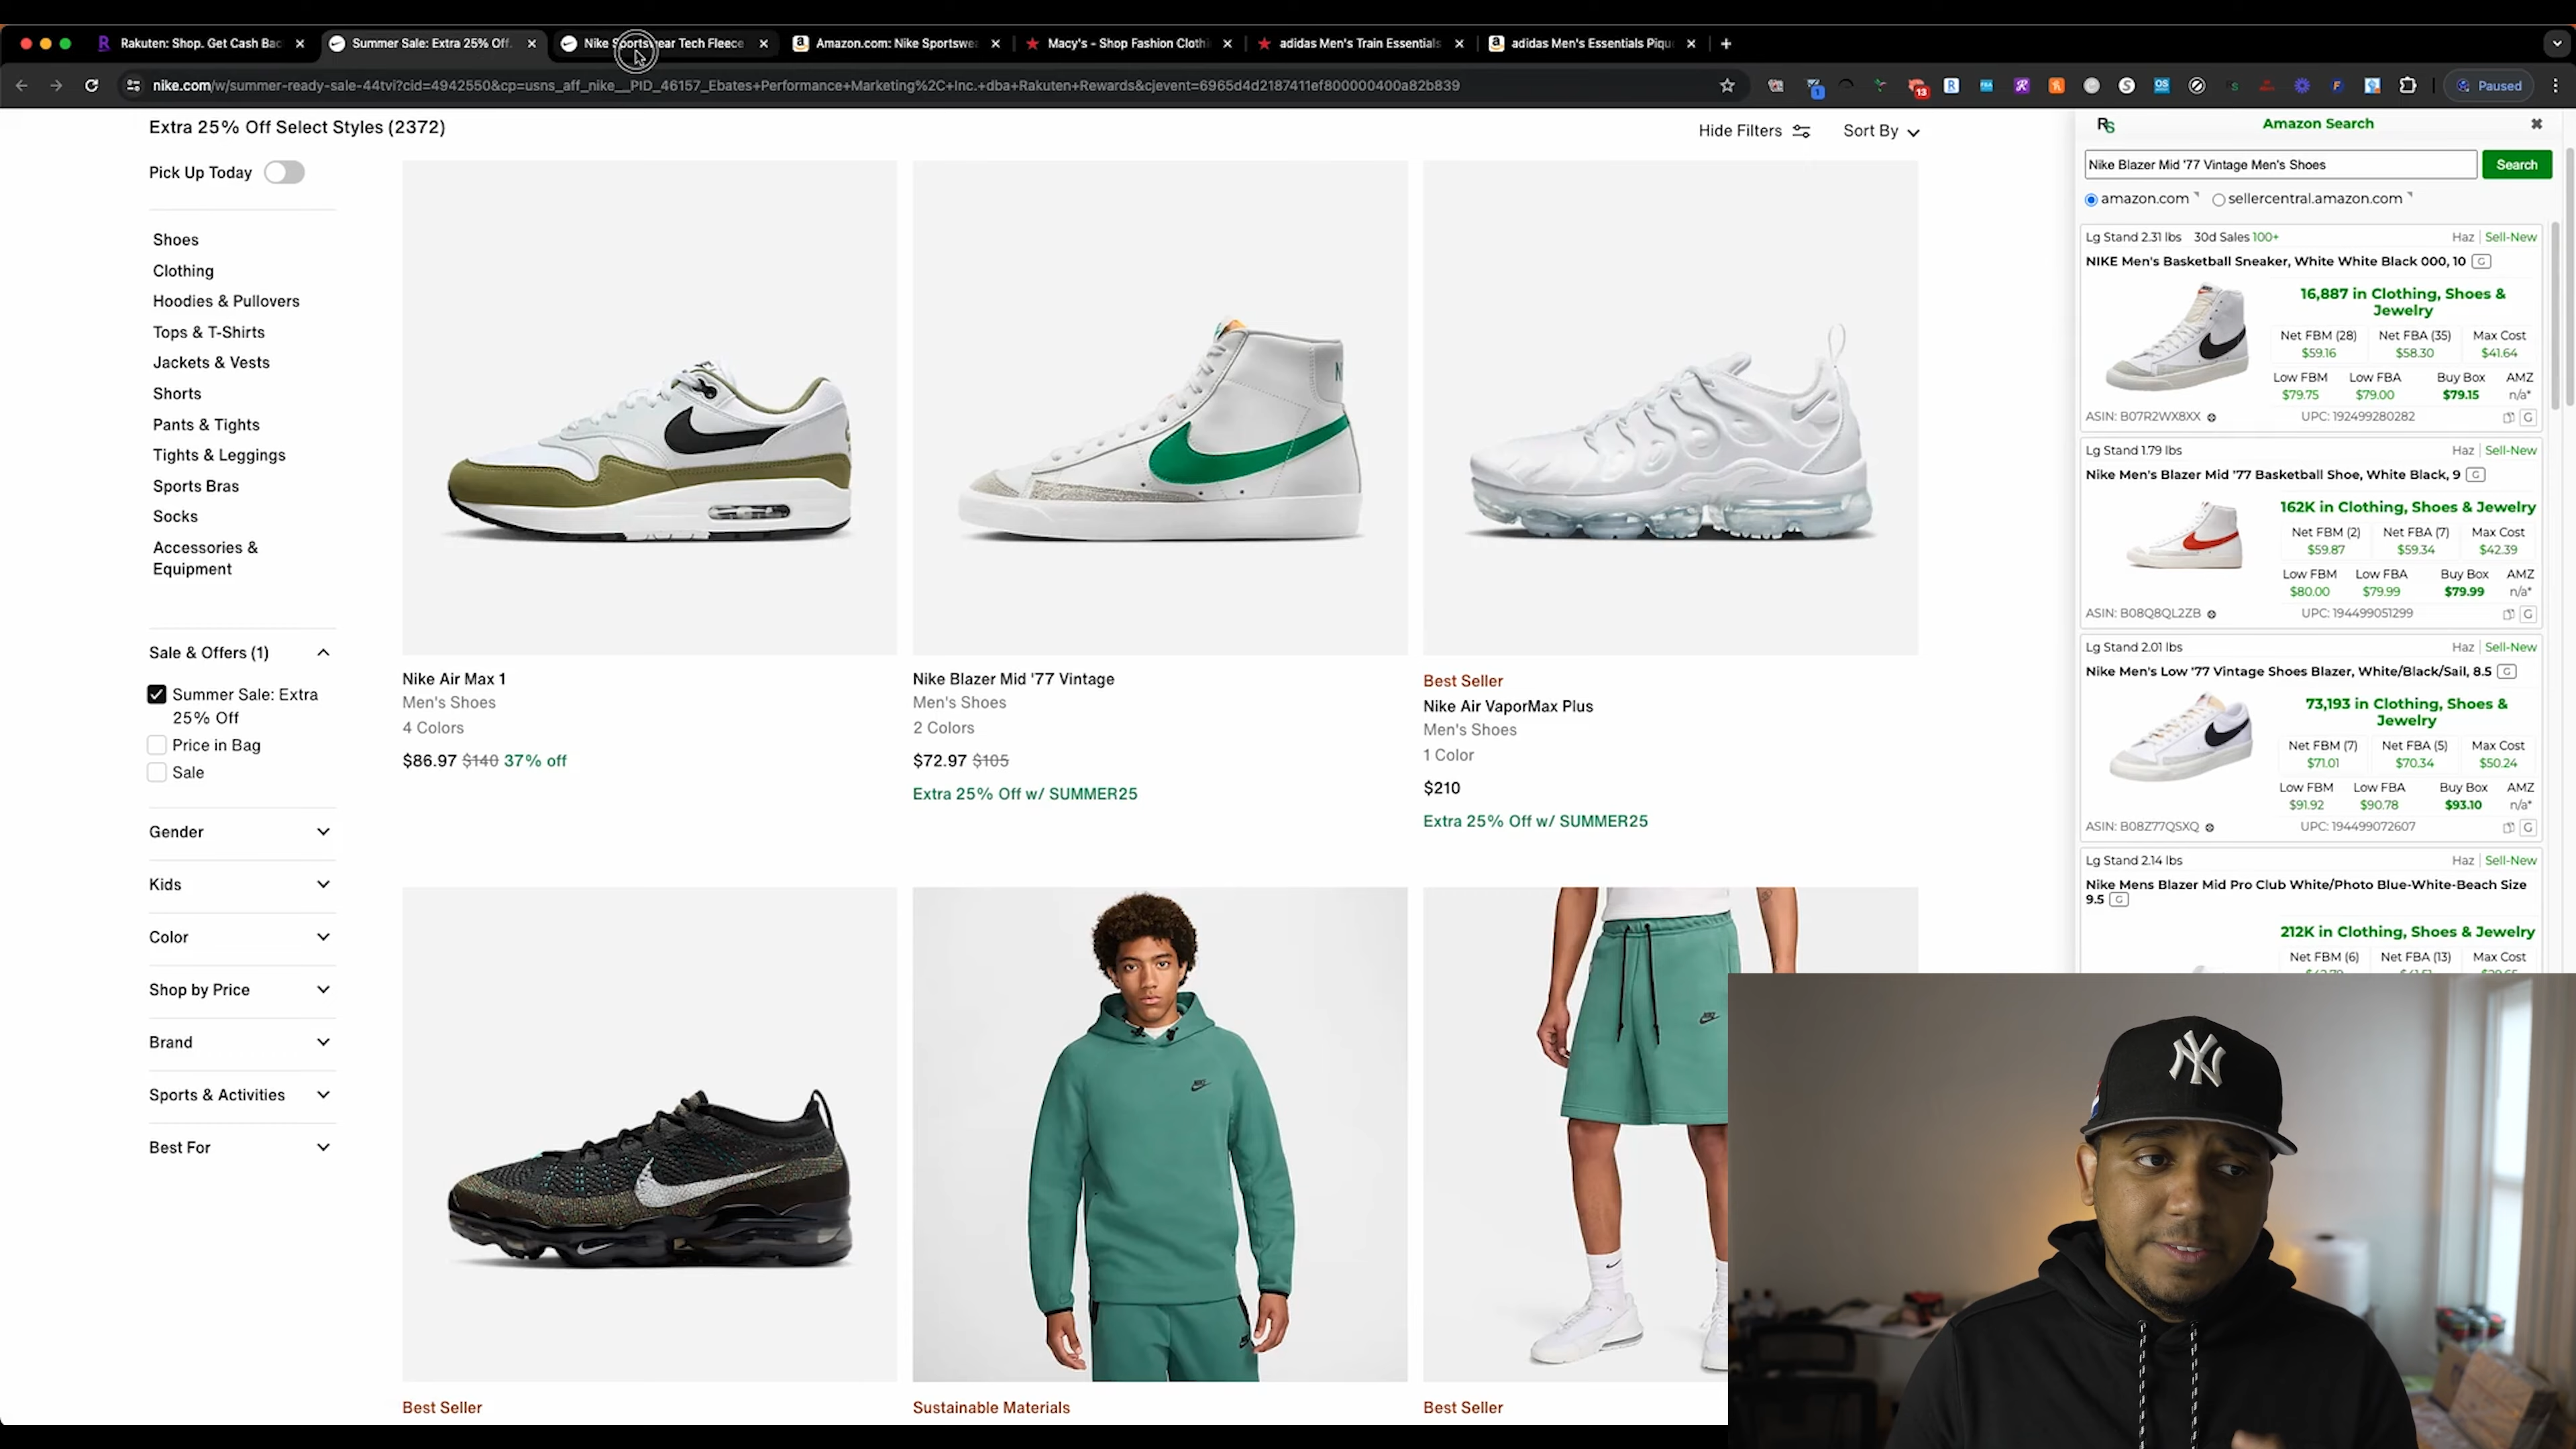 Rakuten: Shop. Get Cash Bac
Summer Sale: Extra 25% Off.
Nike Sportswear Tech Fleece
Amazon.com: Nike Sportswea
Macy's - Shop Fashion Clothi
adidas Men's Train Essentials
adidas Men's Essentials Piqu
nike.com/w/summer-ready-sale-44tvi?cid=4942550&cp=usns_aff_nike__PID_46157_Ebates+Performance+Marketing%2C+Inc.+dba+Rakuten+Rewards&cjevent=6965d4d2187411ef800000400a82b839
Paused
Extra 25% Off Select Styles (2372)
Hide Filters
Sort By
Pick Up Today
Shoes
Clothing
Hoodies & Pullovers
Tops & T-Shirts
Jackets & Vests
Shorts
Pants & Tights
Tights & Leggings
Sports Bras
Socks
Accessories &
Equipment
Sale & Offers (1)
Summer Sale: Extra
25% Off
Price in Bag
Sale
Gender
Kids
Color
Shop by Price
Brand
Sports & Activities
Best For
Nike Air Max 1
Men's Shoes
4 Colors
$86.97 $140 37% off
Nike Blazer Mid '77 Vintage
Men's Shoes
2 Colors
$72.97 $105
Extra 25% Off w/ SUMMER25
Best Seller
Nike Air VaporMax Plus
Men's Shoes
1 Color
$210
Extra 25% Off w/ SUMMER25
Best Seller
Sustainable Materials
Best Seller
RS
Amazon Search
Nike Blazer Mid '77 Vintage Men's Shoes
Search
amazon.com
sellercentral.amazon.com
Lg Stand 2.31 lbs 30d Sales 100+ Haz | Sell-New
NIKE Men's Basketball Sneaker, White White Black 000, 10 G
16,887 in Clothing, Shoes &
Jewelry
Net FBM (28) Net FBA (35) Max Cost
$59.16 $58.30 $41.64
Low FBM Low FBA Buy Box AMZ
$79.75 $79.00 $79.15 n/a*
ASIN: B07R2WX8XX UPC: 192499280282 G
Lg Stand 1.79 lbs Haz | Sell-New
Nike Men's Blazer Mid '77 Basketball Shoe, White Black, 9 G
162K in Clothing, Shoes & Jewelry
Net FBM (2) Net FBA (7) Max Cost
$59.87 $59.34 $42.39
Low FBM Low FBA Buy Box AMZ
$80.00 $79.99 $79.99 n/a*
ASIN: B08Q8QL2ZB UPC: 194499051299 G
Lg Stand 2.01 lbs Haz | Sell-New
Nike Men's Low '77 Vintage Shoes Blazer, White/Black/Sail, 8.5 G
73,193 in Clothing, Shoes &
Jewelry
Net FBM (7) Net FBA (5) Max Cost
$71.01 $70.34 $50.24
Low FBM Low FBA Buy Box AMZ
$91.92 $90.78 $93.10 n/a*
ASIN: B08Z77QSXQ UPC: 194499072607 G
Lg Stand 2.14 lbs Haz | Sell-New
Nike Mens Blazer Mid Pro Club White/Photo Blue-White-Beach Size
9.5 G
212K in Clothing, Shoes & Jewelry
Net FBM (6) Net FBA (13) Max Cost
NY